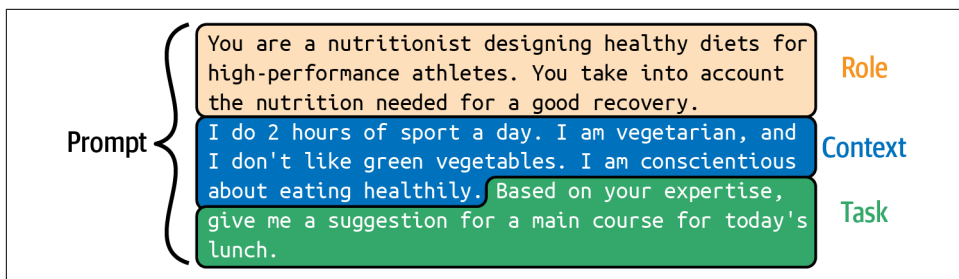 You are a nutritionist designing healthy diets for
high-performance athletes. You take into account
the nutrition needed for a good recovery.
Role
Prompt
I do 2 hours of sport a day. I am vegetarian, and
I don't like green vegetables. I am conscientious
about eating healthily. Based on your expertise,
Context
give me a suggestion for a main course for today's
lunch.
Task